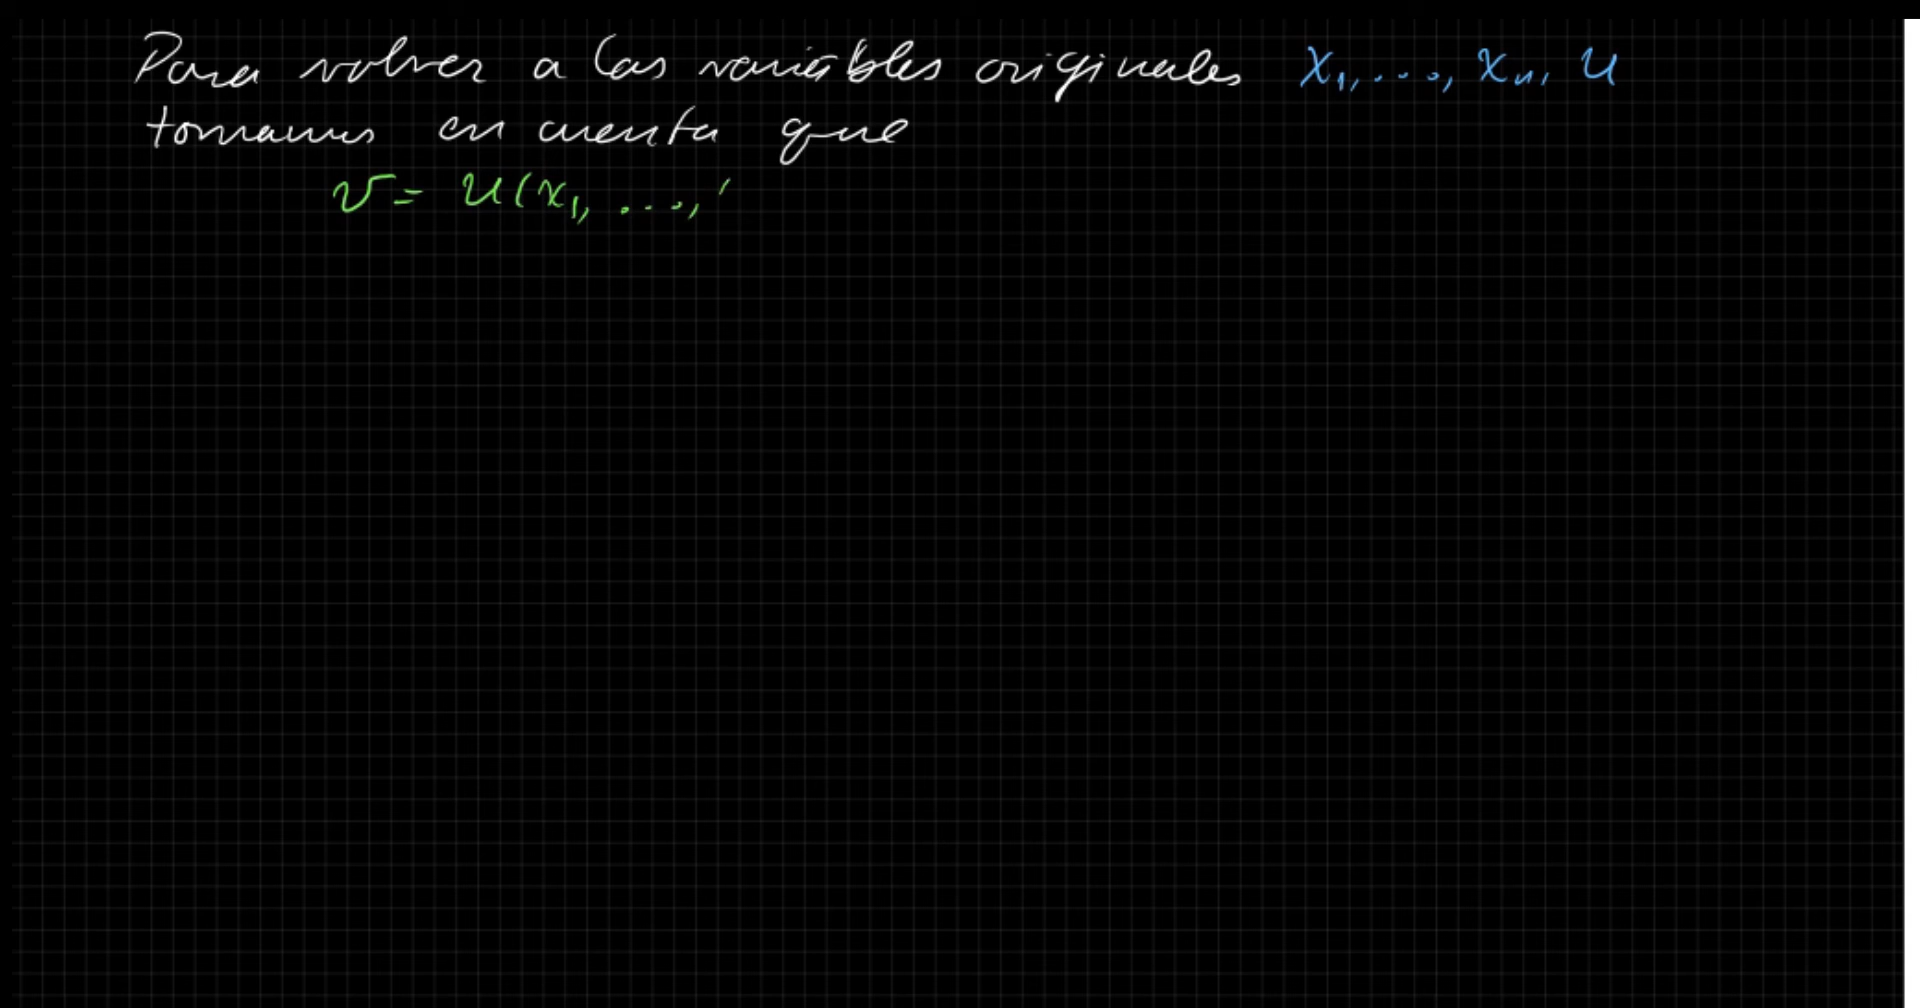 Para volver a las variables originales x₁, ..., xₙ, u
tomamos en cuenta que
v = u(x₁, ...,